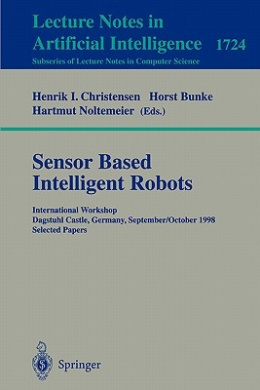 Lecture Notes in
Artificial Intelligence 1724
Subseries of Lecture Notes in Computer Science
Henrik I. Christensen Horst Bunke
Hartmut Noltemeier (Eds.)
Sensor Based
Intelligent Robots
International Workshop
Dagstuhl Castle, Germany, September/October 1998
Selected Papers
Springer